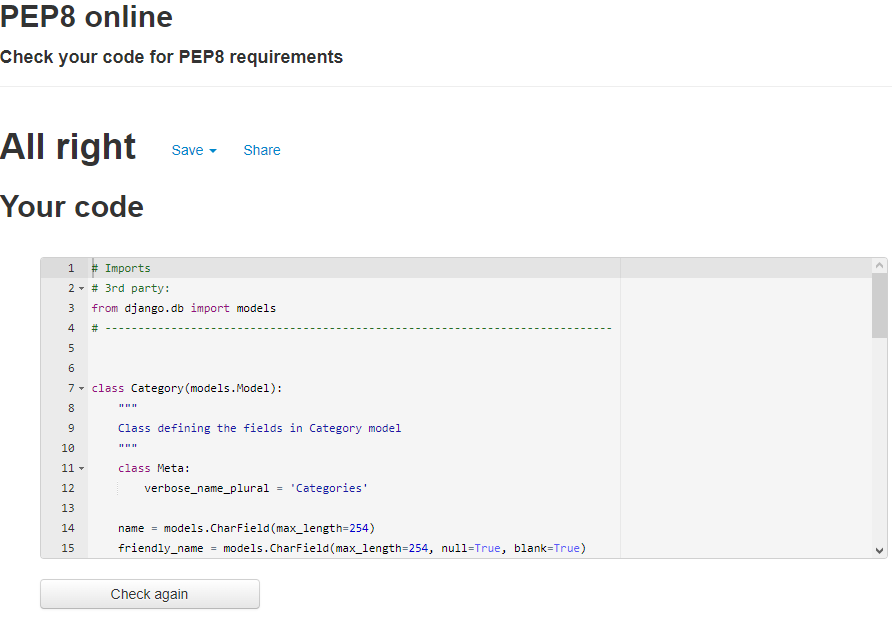 PEP8 online
Check your code for PEP8 requirements
All right Save Share
Your code
1 # Imports
2 # 3rd party:
3 from django.db import models
4 # -----------------------------------------------------------------------------
5
6
7 class Category(models.Model):
8 """
9 Class defining the fields in Category model
10 """
11 class Meta:
12 verbose_name_plural = 'Categories'
13
14 name = models.CharField(max_length=254)
15 friendly_name = models.CharField(max_length=254, null=True, blank=True)
Check again